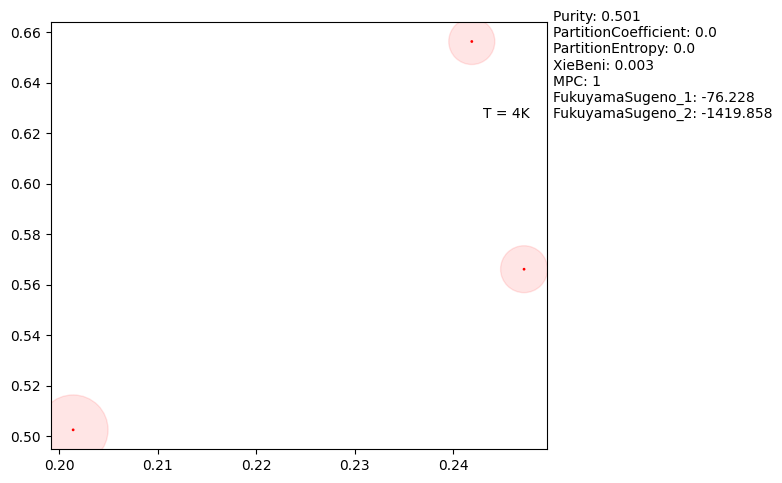 Purity: 0.501
PartitionCoefficient: 0.0
PartitionEntropy: 0.0
XieBeni: 0.003
MPC: 1
FukuyamaSugeno_1: -76.228
FukuyamaSugeno_2: -1419.858
T = 4K
0.66
0.64
0.62
0.60
0.58
0.56
0.54
0.52
0.50
0.20 0.21 0.22 0.23 0.24